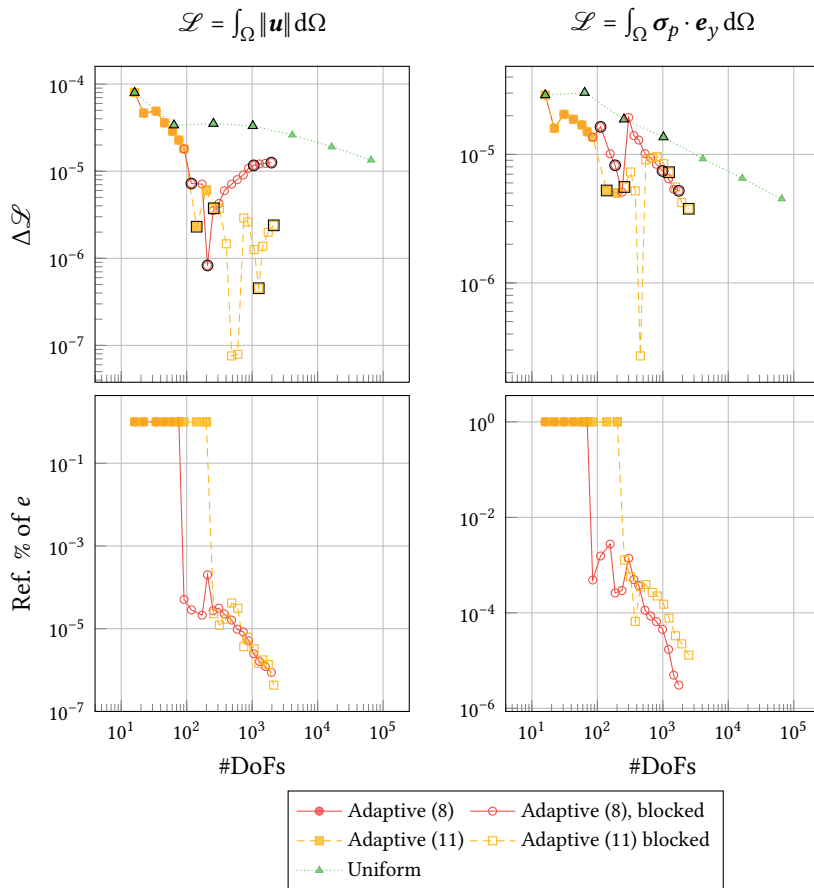 ℒ = ∫_Ω ‖𝒖‖ dΩ
ℒ = ∫_Ω 𝝈_p · 𝒆_y dΩ
10^−4
10^−5
10^−6
10^−7
Δℒ
10^−5
10^−6
10^−1
10^−3
10^−5
10^−7
Ref. % of e
10^0
10^−2
10^−4
10^−6
10^1 10^2 10^3 10^4 10^5
10^1 10^2 10^3 10^4 10^5
#DoFs
#DoFs
Adaptive (8) Adaptive (8), blocked
Adaptive (11) Adaptive (11) blocked
Uniform